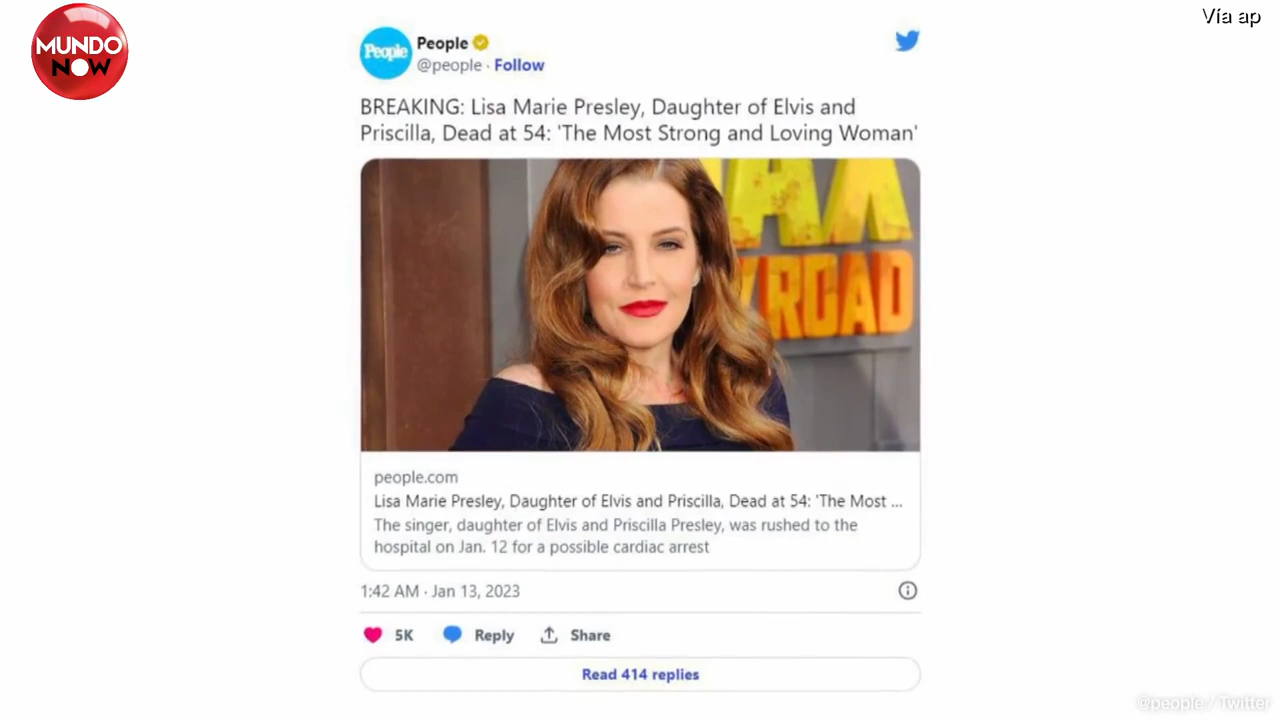 MUNDO
NOW
Vía ap
People
People
@people · Follow
BREAKING: Lisa Marie Presley, Daughter of Elvis and
Priscilla, Dead at 54: 'The Most Strong and Loving Woman'
AX
ROAD
people.com
Lisa Marie Presley, Daughter of Elvis and Priscilla, Dead at 54: 'The Most ...
The singer, daughter of Elvis and Priscilla Presley, was rushed to the
hospital on Jan. 12 for a possible cardiac arrest
1:42 AM · Jan 13, 2023
5K
Reply
Share
Read 414 replies
@people / Twitter